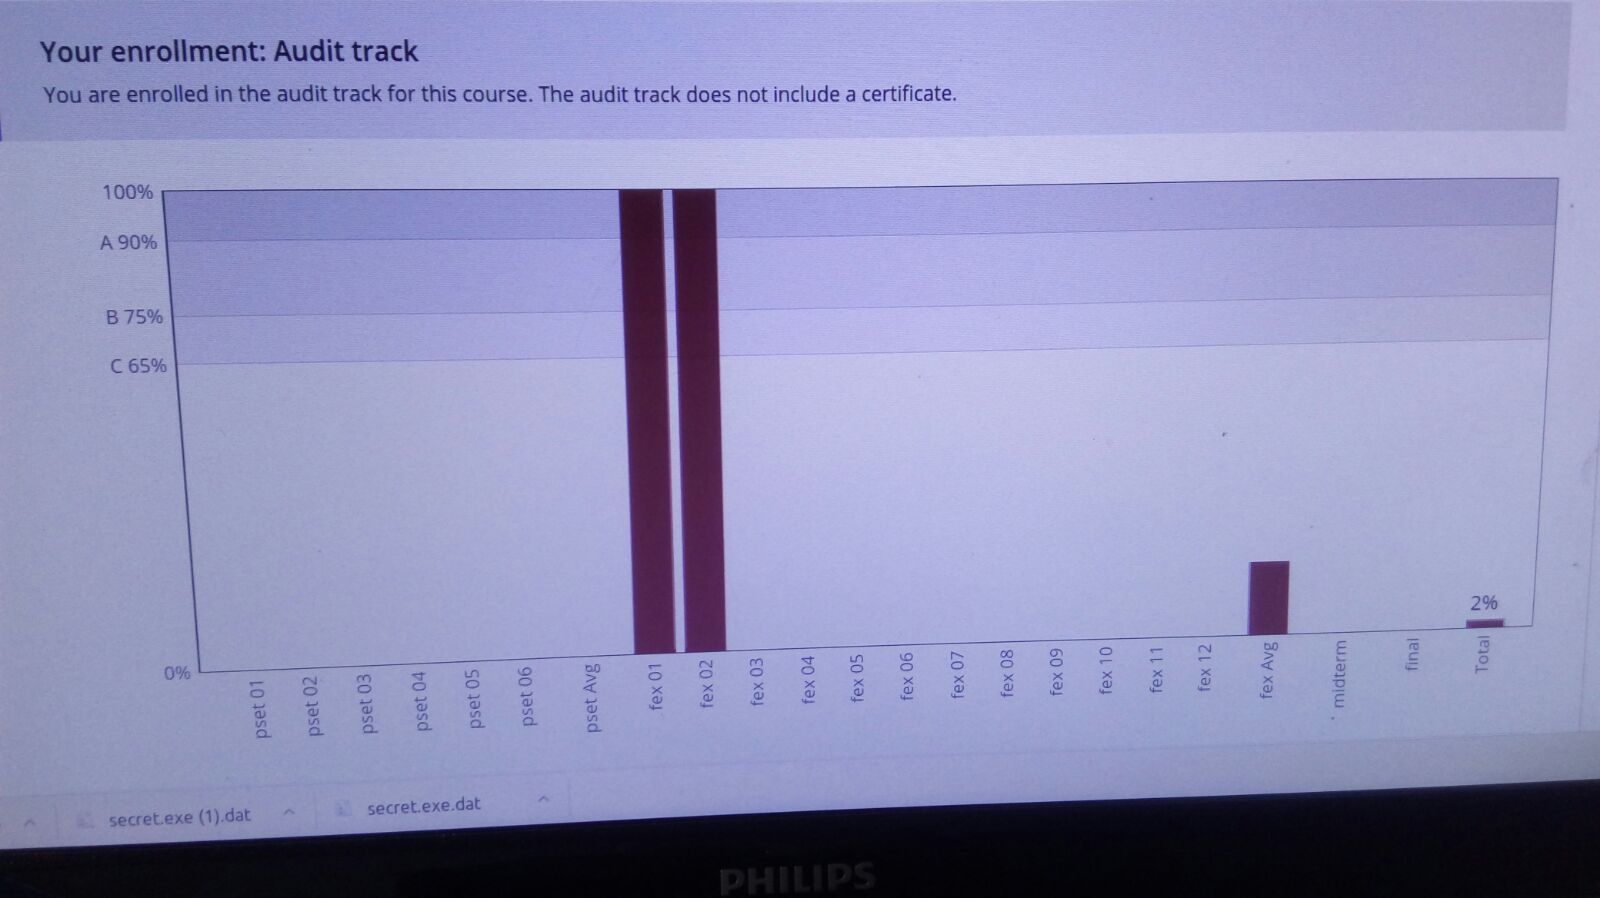 Your enrollment: Audit track
You are enrolled in the audit track for this course. The audit track does not include a certificate.
100%
A 90%
B 75%
C 65%
0%
2%
pset 01
pset 02
pset 03
pset 04
pset 05
pset 06
pset Avg
fex 01
fex 02
fex 03
fex 04
fex 05
fex 06
fex 07
fex 08
fex 09
fex 10
fex 11
fex 12
fex Avg
midterm
final
Total
secret.exe (1).dat
secret.exe.dat
PHILIPS